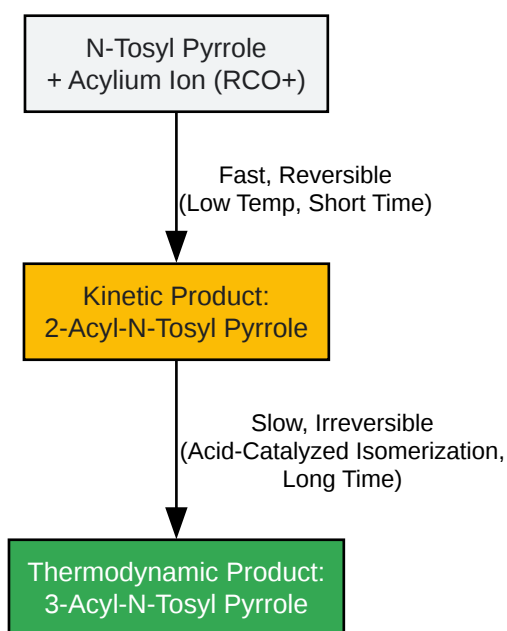 N-Tosyl Pyrrole
+ Acylium Ion (RCO+)
Fast, Reversible
(Low Temp, Short Time)
Kinetic Product:
2-Acyl-N-Tosyl Pyrrole
Slow, Irreversible
(Acid-Catalyzed Isomerization,
Long Time)
Thermodynamic Product:
3-Acyl-N-Tosyl Pyrrole